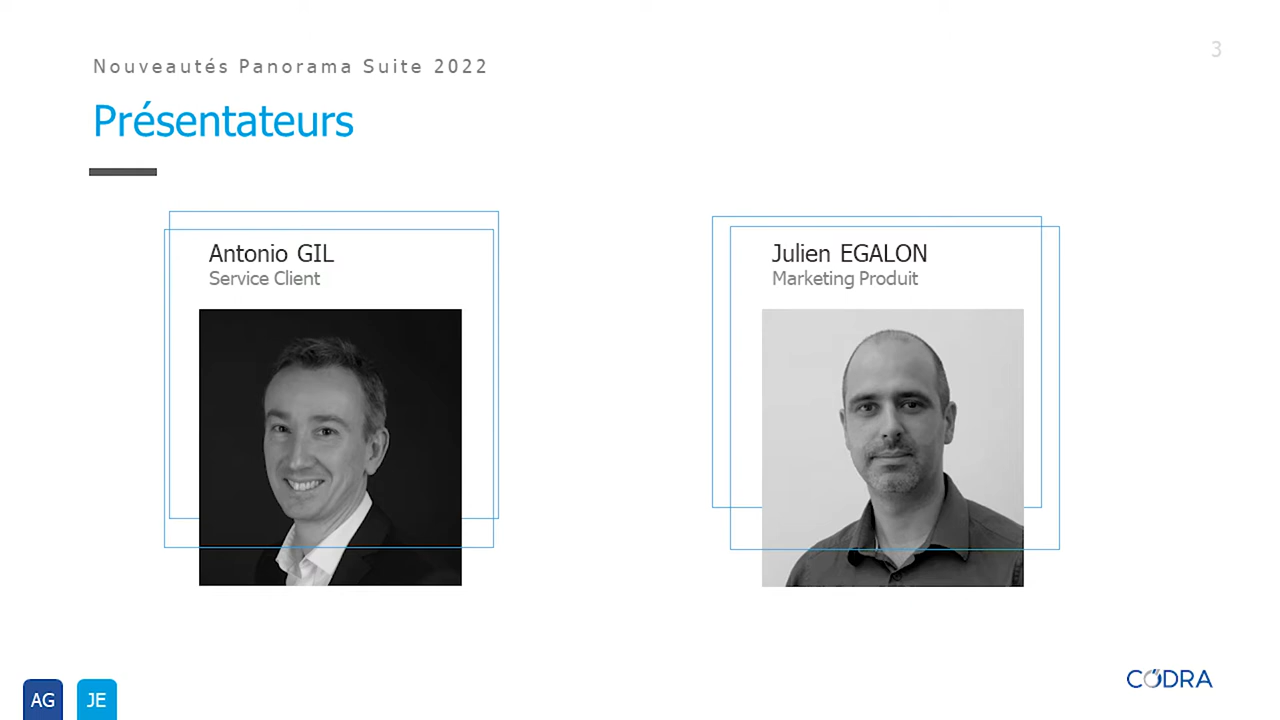 3
Nouveautés Panorama Suite 2022
Présentateurs
Antonio GIL
Service Client
Julien EGALON
Marketing Produit
AG
JE
CODRA